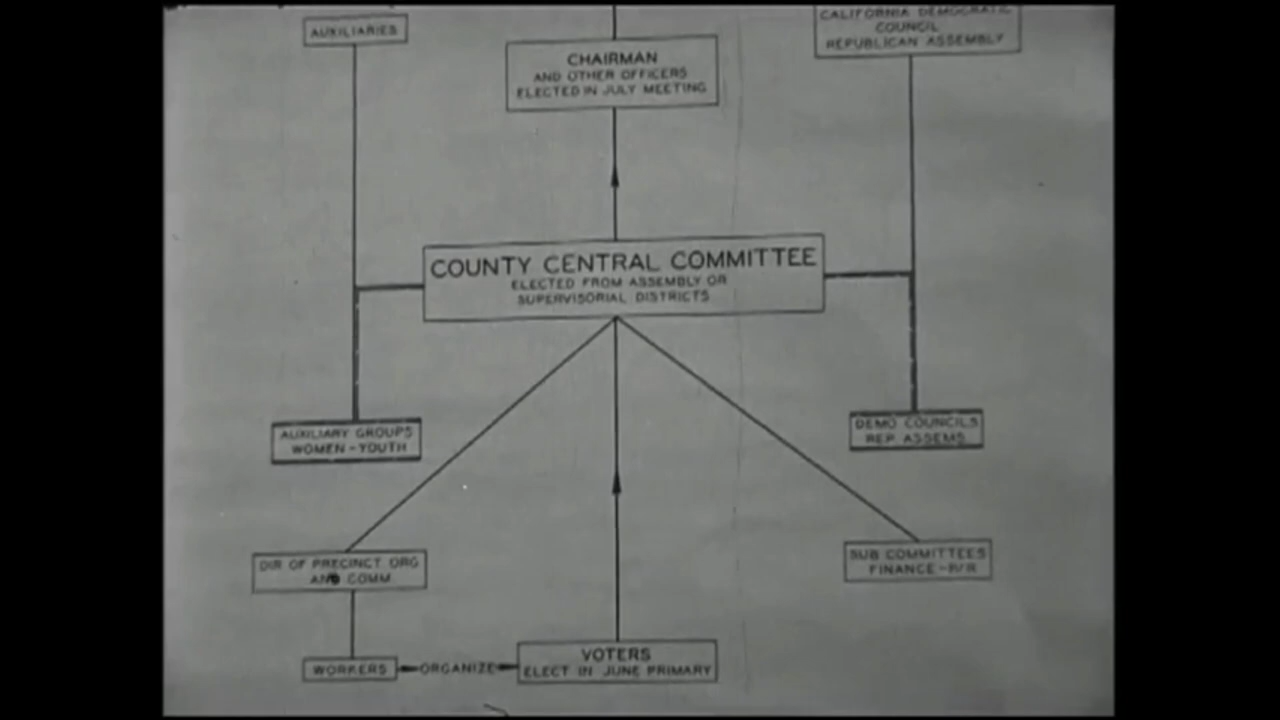 AUXILIARIES
CALIFORNIA DEMOCRATIC
COUNCIL
REPUBLICAN ASSEMBLY
CHAIRMAN
AND OTHER OFFICERS
ELECTED IN JULY MEETING
COUNTY CENTRAL COMMITTEE
ELECTED FROM ASSEMBLY OR
SUPERVISORIAL DISTRICTS
AUXILIARY GROUPS
WOMEN-YOUTH
DEMO COUNCILS
REP ASSEMS
DIR OF PRECINCT ORG
AND COMM
SUB COMMITTEES
FINANCE-P/R
WORKERS
ORGANIZE
VOTERS
ELECT IN JUNE PRIMARY